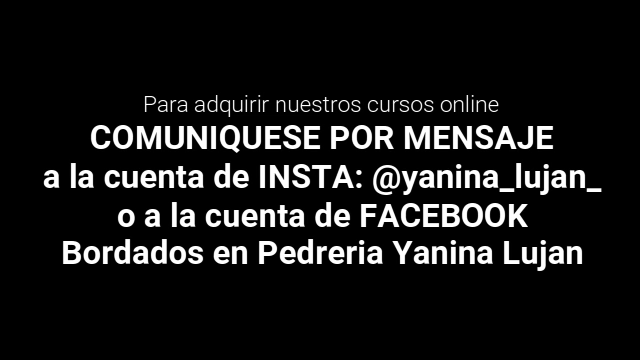 Para adquirir nuestros cursos online
COMUNIQUESE POR MENSAJE
a la cuenta de INSTA: @yanina_lujan_
o a la cuenta de FACEBOOK
Bordados en Pedreria Yanina Lujan